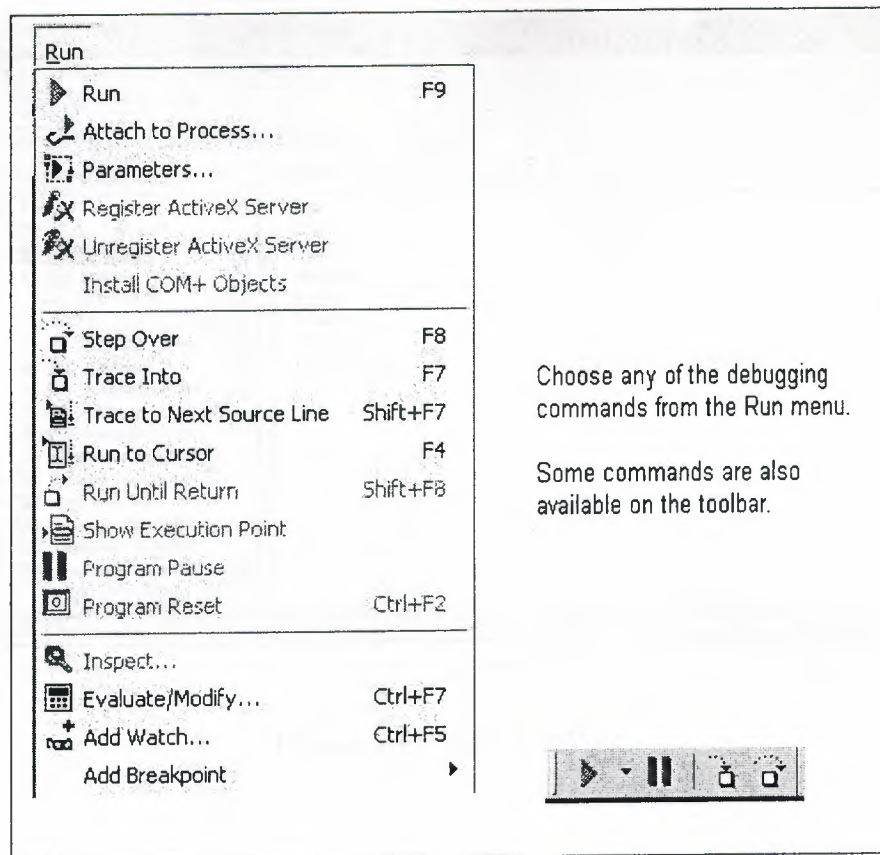 Run
Run F9
Attach to Process...
Parameters...
Register ActiveX Server
Unregister ActiveX Server
Install COM+ Objects
Step Over F8
Trace Into F7
Trace to Next Source Line Shift+F7
Run to Cursor F4
Run Until Return Shift+F8
Show Execution Point
Program Pause
Program Reset Ctrl+F2
Inspect...
Evaluate/Modify... Ctrl+F7
Add Watch... Ctrl+F5
Add Breakpoint
Choose any of the debugging
commands from the Run menu.
Some commands are also
available on the toolbar.